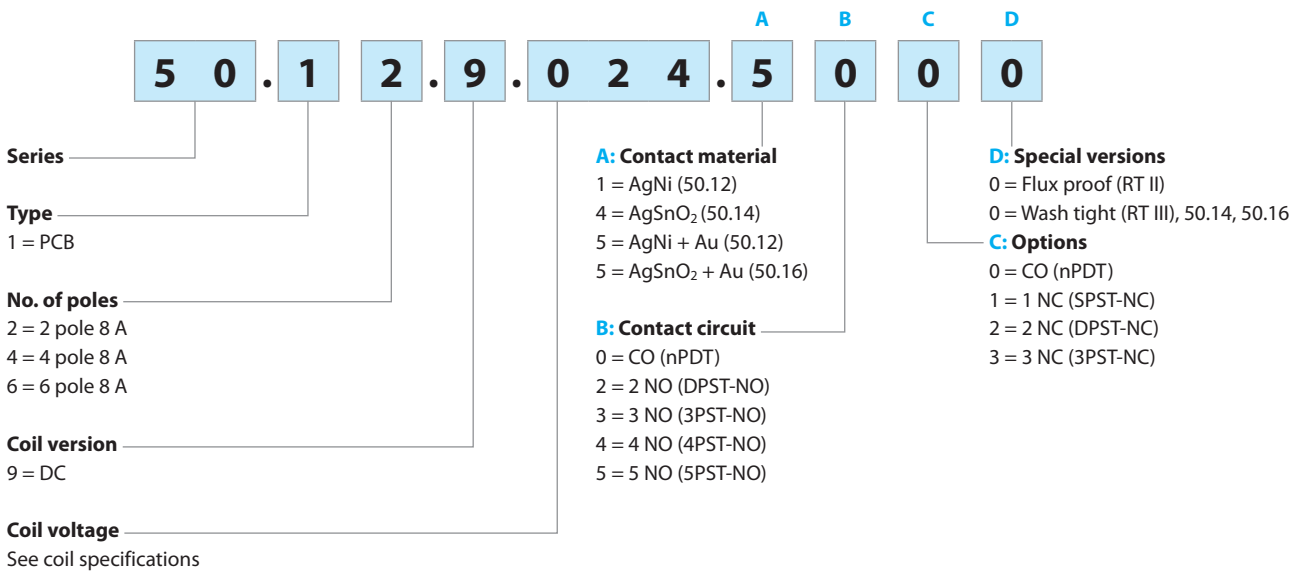 A B C D
5 0 . 1 2 . 9 . 0 2 4 . 5 0 0 0
Series
Type
1 = PCB
No. of poles
2 = 2 pole 8 A
4 = 4 pole 8 A
6 = 6 pole 8 A
Coil version
9 = DC
Coil voltage
See coil specifications
A: Contact material
1 = AgNi (50.12)
4 = AgSnO₂ (50.14)
5 = AgNi + Au (50.12)
5 = AgSnO₂ + Au (50.16)
B: Contact circuit
0 = CO (nPDT)
2 = 2 NO (DPST-NO)
3 = 3 NO (3PST-NO)
4 = 4 NO (4PST-NO)
5 = 5 NO (5PST-NO)
D: Special versions
0 = Flux proof (RT II)
0 = Wash tight (RT III), 50.14, 50.16
C: Options
0 = CO (nPDT)
1 = 1 NC (SPST-NC)
2 = 2 NC (DPST-NC)
3 = 3 NC (3PST-NC)